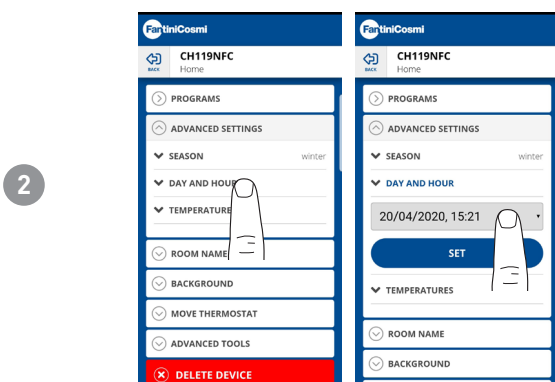 2
FantiniCosmi
BACK
CH119NFC
Home
PROGRAMS
ADVANCED SETTINGS
SEASON winter
DAY AND HOUR
TEMPERATURE
ROOM NAME
BACKGROUND
MOVE THERMOSTAT
ADVANCED TOOLS
DELETE DEVICE
FantiniCosmi
BACK
CH119NFC
Home
PROGRAMS
ADVANCED SETTINGS
SEASON winter
DAY AND HOUR
20/04/2020, 15:21
SET
TEMPERATURES
ROOM NAME
BACKGROUND